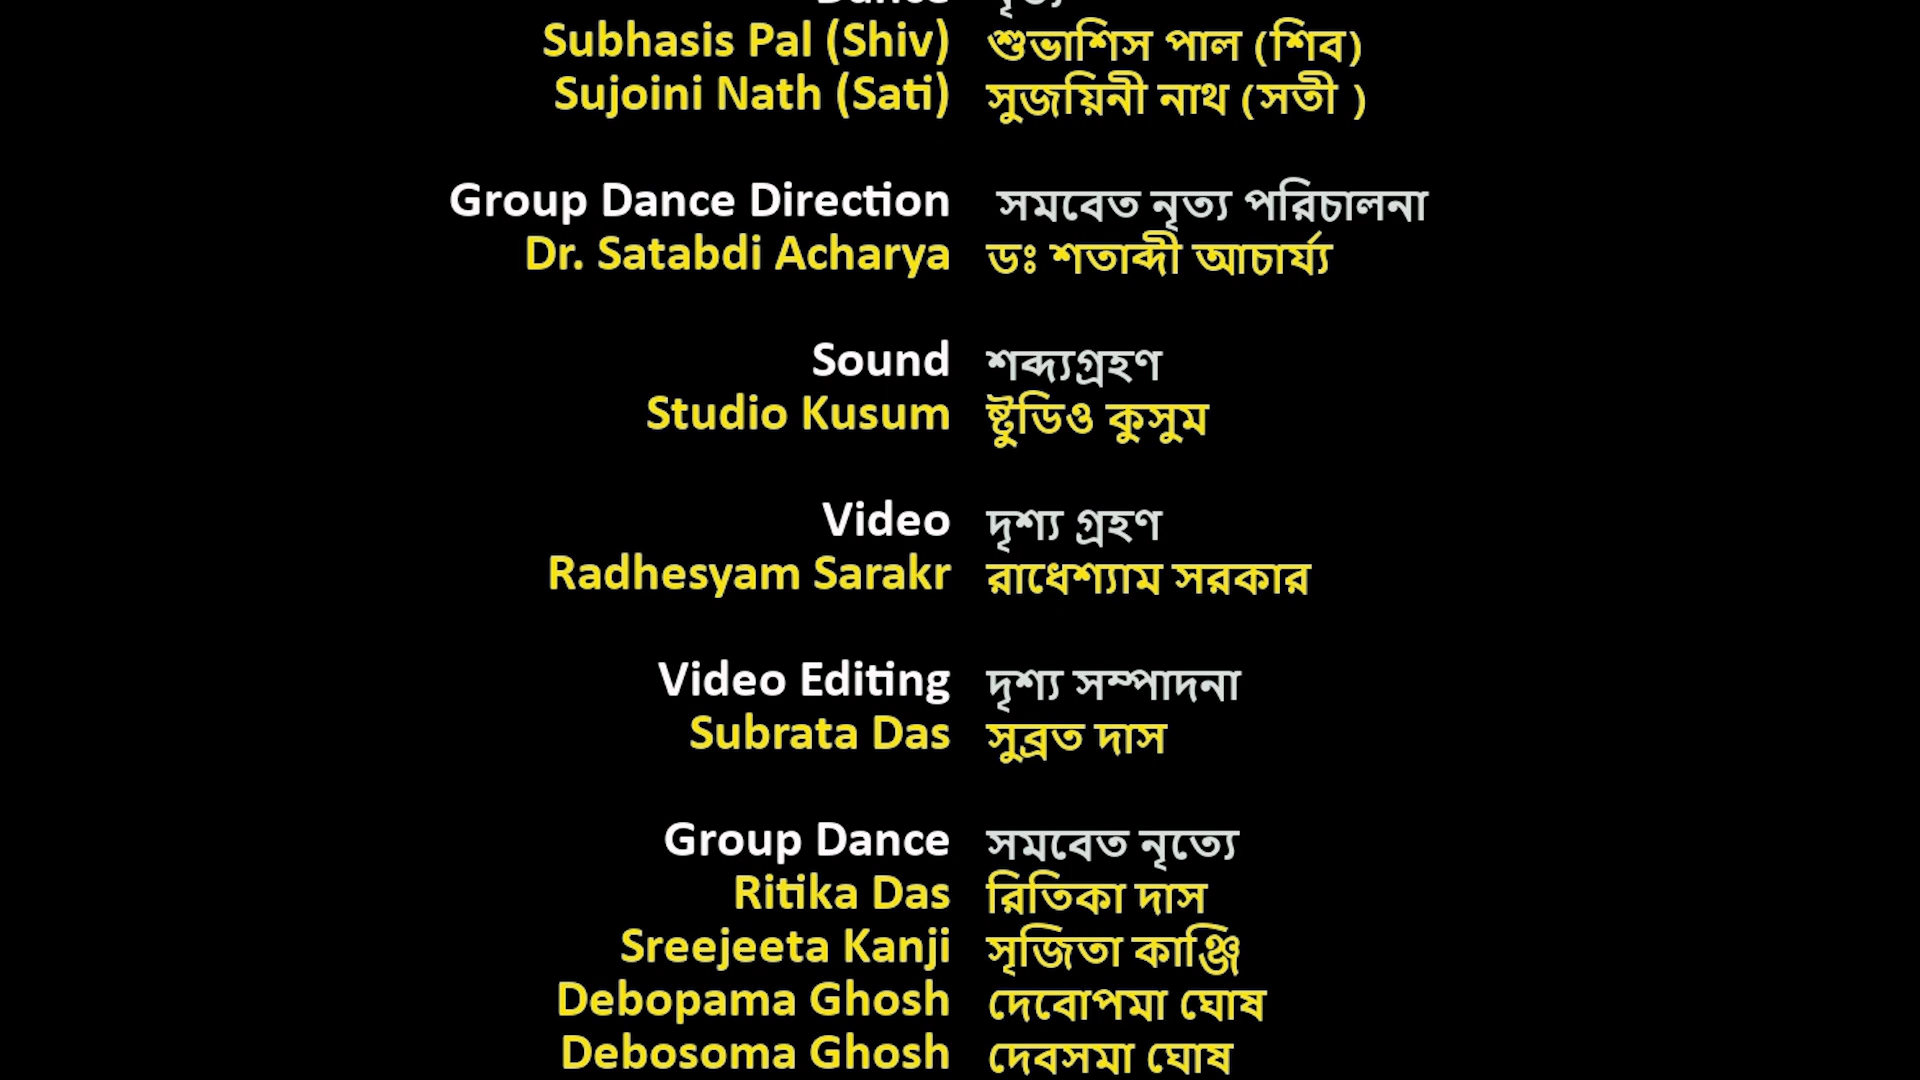 Dance নৃত্য
Subhasis Pal (Shiv) শুভাশিস পাল (শিব)
Sujoini Nath (Sati) সুজয়িনী নাথ (সতী )
Group Dance Direction সমবেত নৃত্য পরিচালনা
Dr. Satabdi Acharya ডঃ শতাব্দী আচার্য্য
Sound শব্দ্যগ্রহণ
Studio Kusum ষ্টুডিও কুসুম
Video দৃশ্য গ্রহণ
Radhesyam Sarakr রাধেশ্যাম সরকার
Video Editing দৃশ্য সম্পাদনা
Subrata Das সুব্রত দাস
Group Dance সমবেত নৃত্যে
Ritika Das রিতিকা দাস
Sreejeeta Kanji সৃজিতা কাঞ্জি
Debopama Ghosh দেবোপমা ঘোষ
Debosoma Ghosh দেবসমা ঘোষ